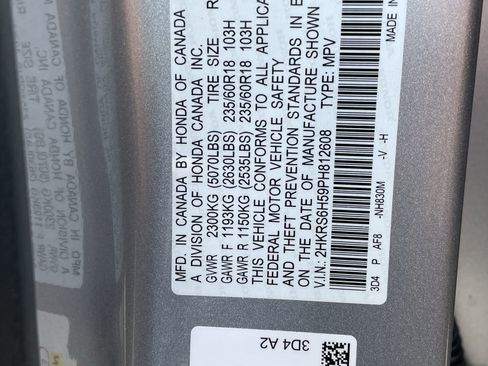 MFD. IN CANADA BY HONDA OF CANADA
A DIVISION OF HONDA CANADA INC.
GVWR 2300KG (5070LBS) TIRE SIZE R
GAWR F 1193KG (2630LBS) 235/60R18 103H
GAWR R 1150KG (2535LBS) 235/60R18 103H
THIS VEHICLE CONFORMS TO ALL APPLICA
FEDERAL MOTOR VEHICLE SAFETY
AND THEFT PREVENTION STANDARDS IN E
ON THE DATE OF MANUFACTURE SHOWN
V.I.N: 2HKRS6H59PH812608 TYPE: MPV
3D4 P AF8 -NH830M -V -H MADE IN
3D4 A2